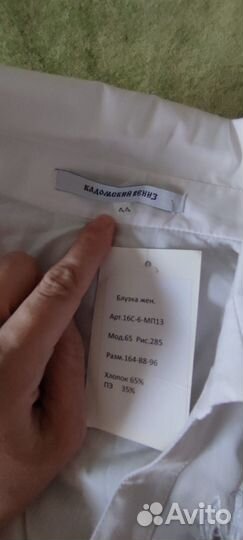 КАДОМСКИЙ ВЕНИЗ
44
Блузка жен.
Арт.16С-6-МП13
Мод.65 Рис.285
Разм.164-88-96
Хлопок 65%
ПЭ 35%
Avito